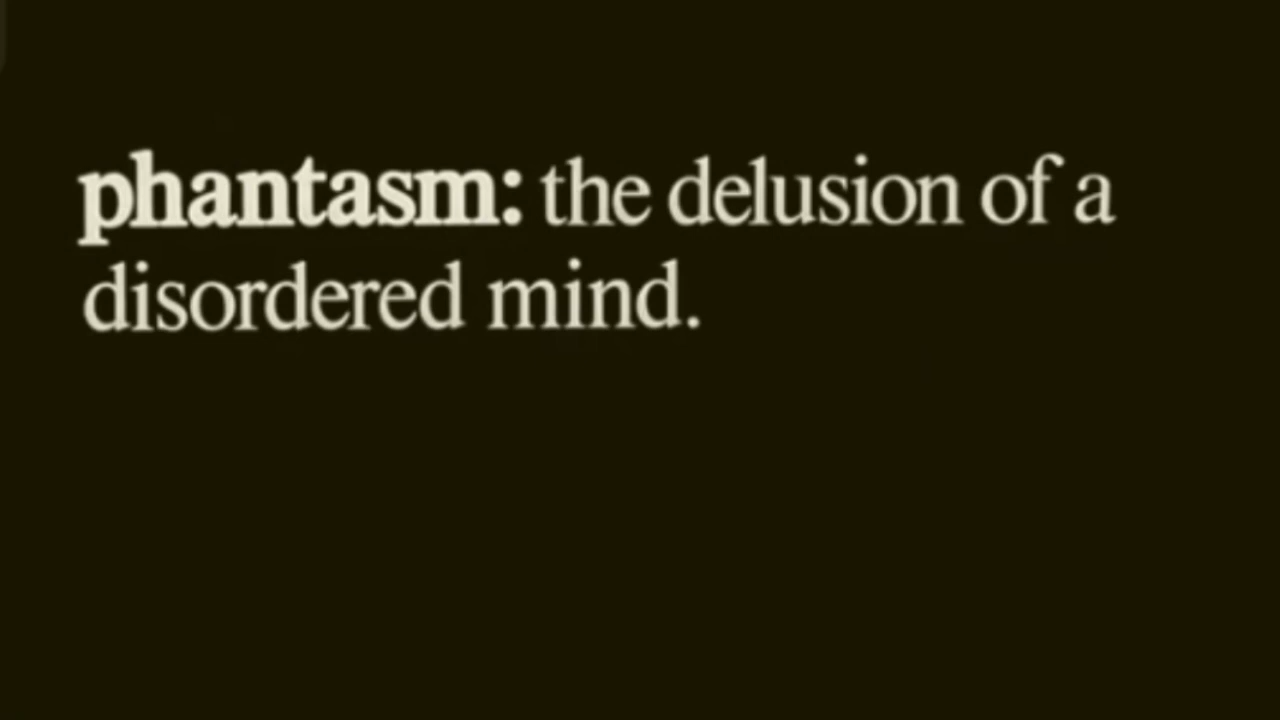 phantasm: the delusion of a
disordered mind.